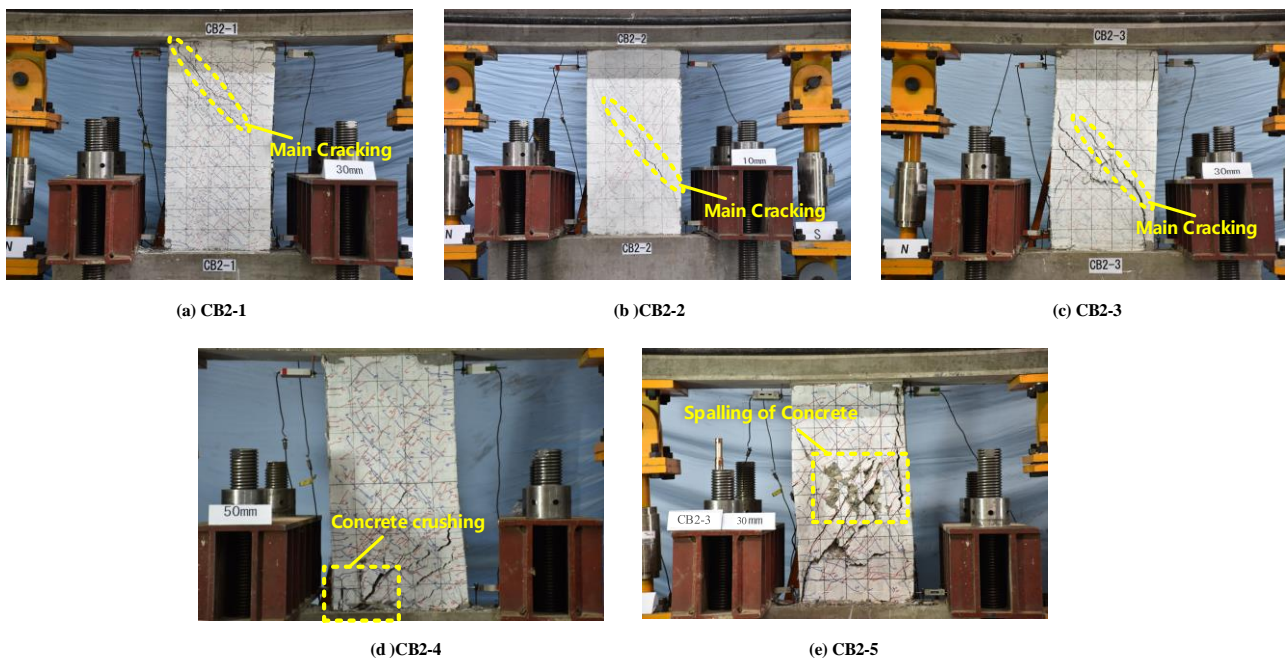 CB2-1
Main Cracking
30mm
N
CB2-1
(a) CB2-1
CB2-2
10mm
Main Cracking
N
S
CB2-2
(b )CB2-2
CB2-3
30mm
Main Cracking
N
CB2-3
(c) CB2-3
50mm
Concrete crushing
(d )CB2-4
Spalling of Concrete
CB2-3 30mm
(e) CB2-5